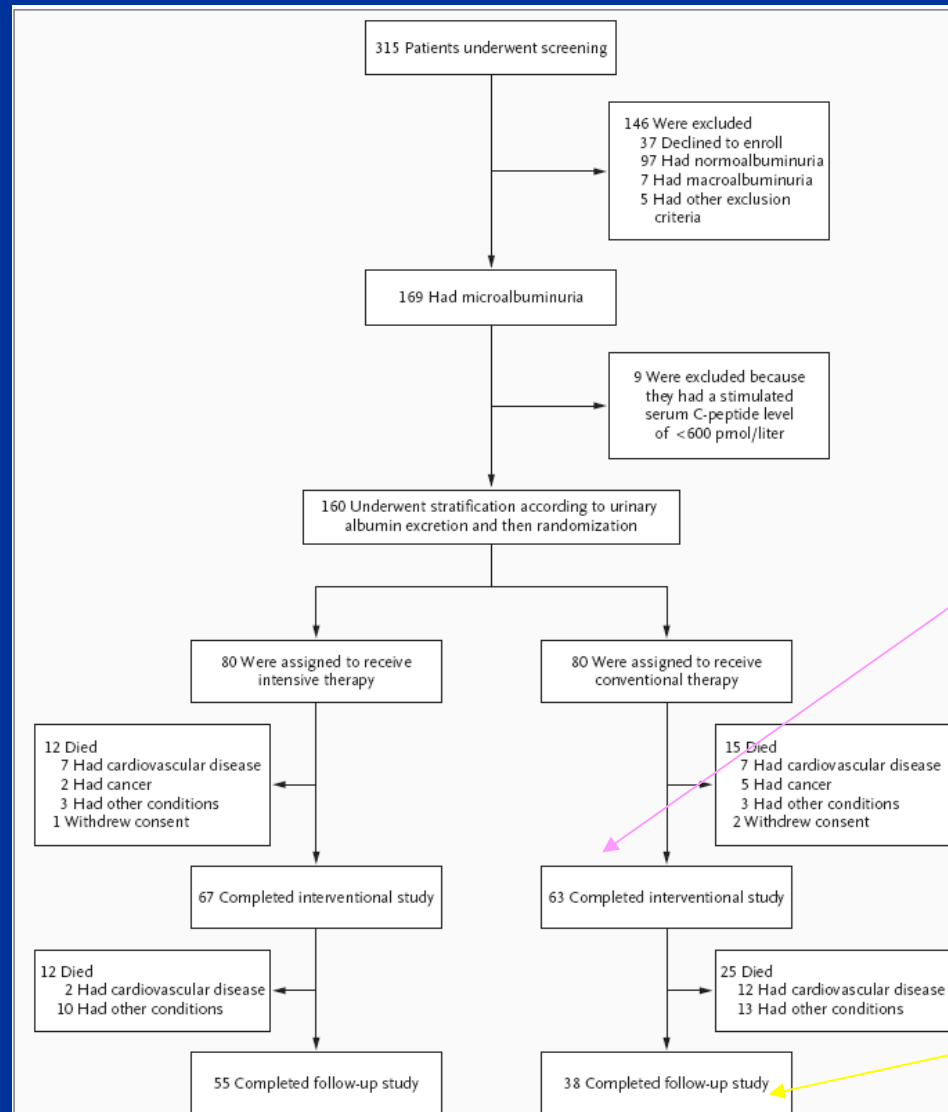 315 Patients underwent screening
146 Were excluded
37 Declined to enroll
97 Had normoalbuminuria
7 Had macroalbuminuria
5 Had other exclusion
criteria
169 Had microalbuminuria
9 Were excluded because
they had a stimulated
serum C-peptide level
of <600 pmol/liter
160 Underwent stratification according to urinary
albumin excretion and then randomization
80 Were assigned to receive
intensive therapy
80 Were assigned to receive
conventional therapy
12 Died
7 Had cardiovascular disease
2 Had cancer
3 Had other conditions
1 Withdrew consent
15 Died
7 Had cardiovascular disease
5 Had cancer
3 Had other conditions
2 Withdrew consent
67 Completed interventional study
63 Completed interventional study
12 Died
2 Had cardiovascular disease
10 Had other conditions
25 Died
12 Had cardiovascular disease
13 Had other conditions
55 Completed follow-up study
38 Completed follow-up study